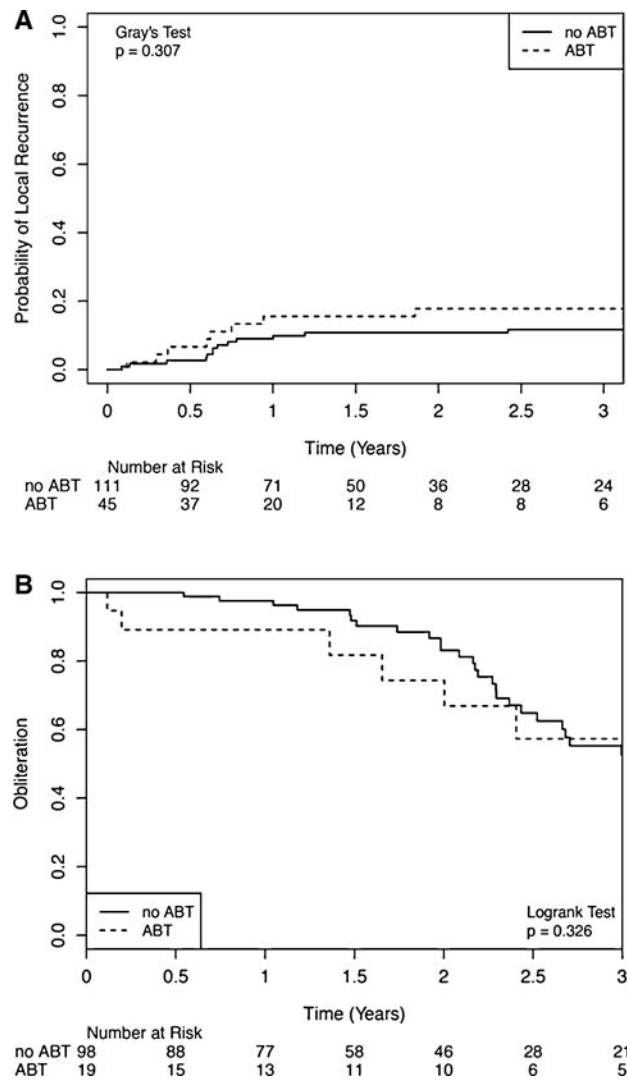 A
Gray's Test
p = 0.307
no ABT
ABT
Probability of Local Recurrence
1.0
0.8
0.6
0.4
0.2
0.0
0 0.5 1 1.5 2 2.5 3
Time (Years)
Number at Risk
no ABT 111 92 71 50 36 28 24
ABT 45 37 20 12 8 8 6
B
Obliteration
1.0
0.8
0.6
0.4
0.2
0.0
no ABT
ABT
Logrank Test
p = 0.326
0 0.5 1 1.5 2 2.5 3
Time (Years)
Number at Risk
no ABT 98 88 77 58 46 28 21
ABT 19 15 13 11 10 6 5